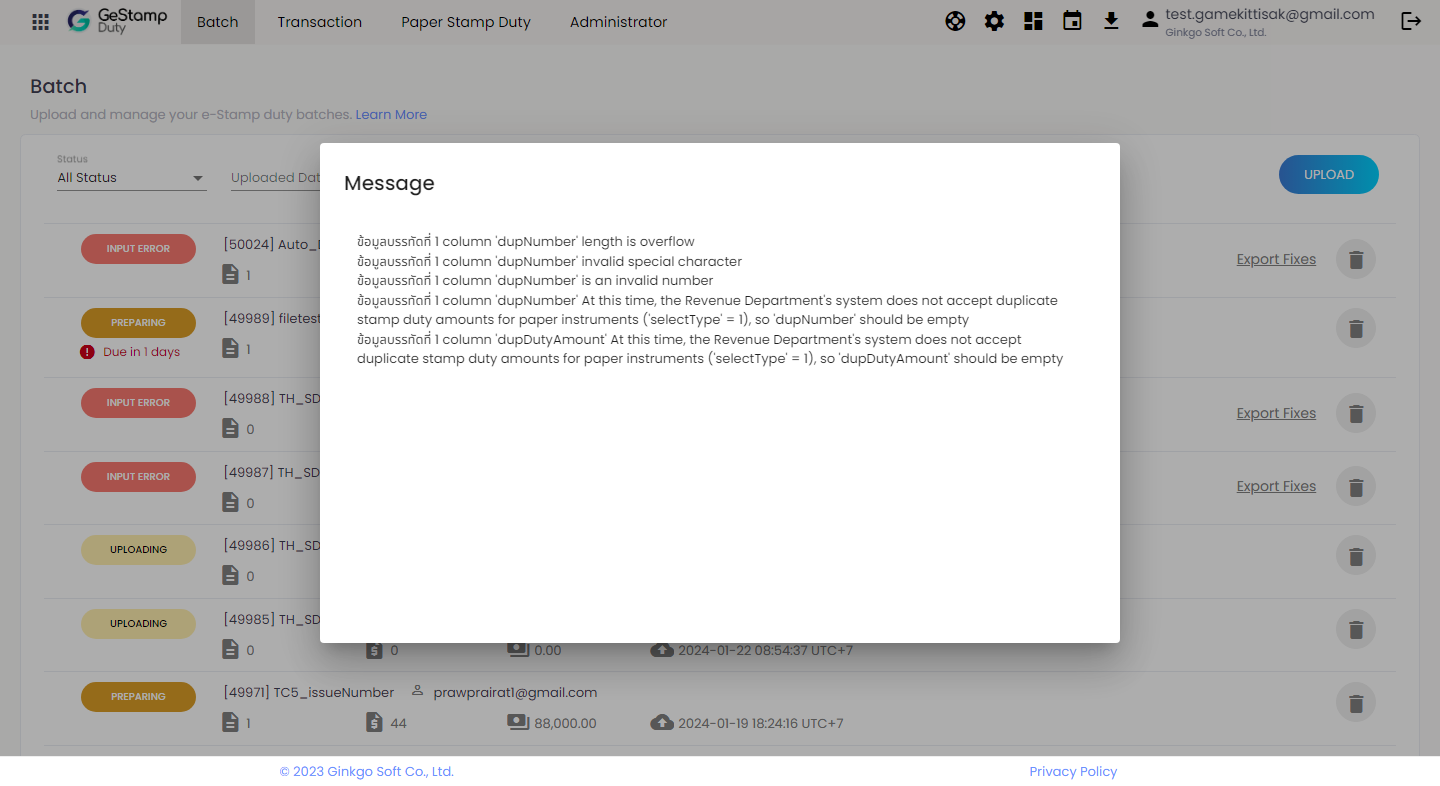 GeStamp
Duty
Batch
Transaction
Paper Stamp Duty
Administrator
test.gamekittisak@gmail.com
Ginkgo Soft Co., Ltd.
Batch
Upload and manage your e-Stamp duty batches. Learn More
Status
All Status
Uploaded Dat
UPLOAD
Message
ข้อมูลบรรทัดที่ 1 column 'dupNumber' length is overflow
ข้อมูลบรรทัดที่ 1 column 'dupNumber' invalid special character
ข้อมูลบรรทัดที่ 1 column 'dupNumber' is an invalid number
ข้อมูลบรรทัดที่ 1 column 'dupNumber' At this time, the Revenue Department's system does not accept duplicate
stamp duty amounts for paper instruments ('selectType' = 1), so 'dupNumber' should be empty
ข้อมูลบรรทัดที่ 1 column 'dupDutyAmount' At this time, the Revenue Department's system does not accept
duplicate stamp duty amounts for paper instruments ('selectType' = 1), so 'dupDutyAmount' should be empty
INPUT ERROR
[50024] Auto_
1
Export Fixes
PREPARING
Due in 1 days
[49989] filetest
1
INPUT ERROR
[49988] TH_SD
0
Export Fixes
INPUT ERROR
[49987] TH_SD
0
Export Fixes
UPLOADING
[49986] TH_SD
0
UPLOADING
[49985] TH_SD
0 0 0.00 2024-01-22 08:54:37 UTC+7
PREPARING
[49971] TC5_issueNumber prawprairat1@gmail.com
1 44 88,000.00 2024-01-19 18:24:16 UTC+7
© 2023 Ginkgo Soft Co., Ltd.
Privacy Policy